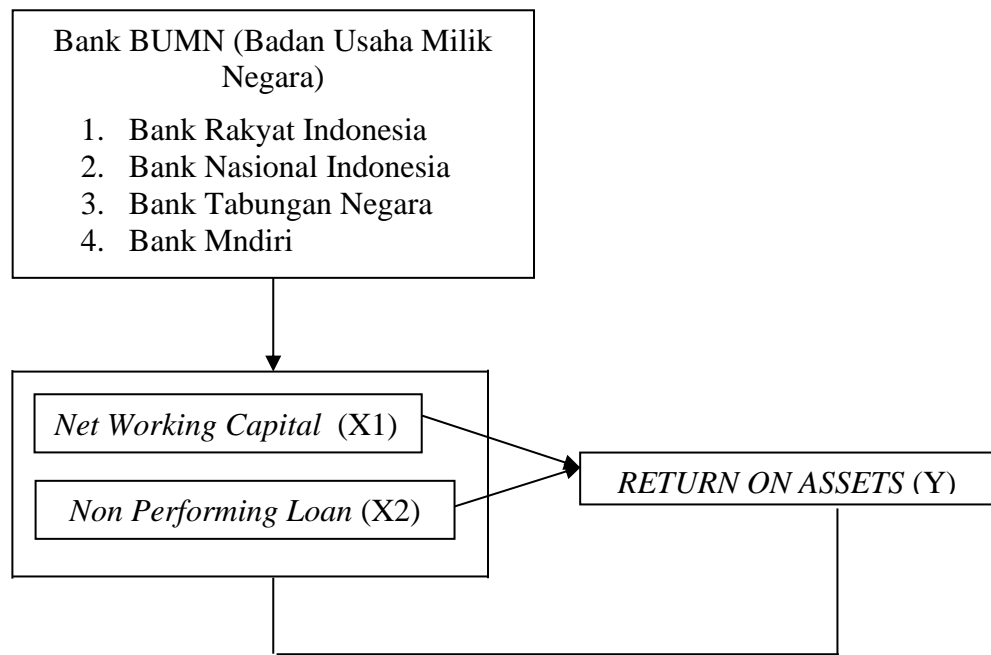 Bank BUMN (Badan Usaha Milik
Negara)
1. Bank Rakyat Indonesia
2. Bank Nasional Indonesia
3. Bank Tabungan Negara
4. Bank Mndiri
Net Working Capital (X1)
Non Performing Loan (X2)
RETURN ON ASSETS (Y)